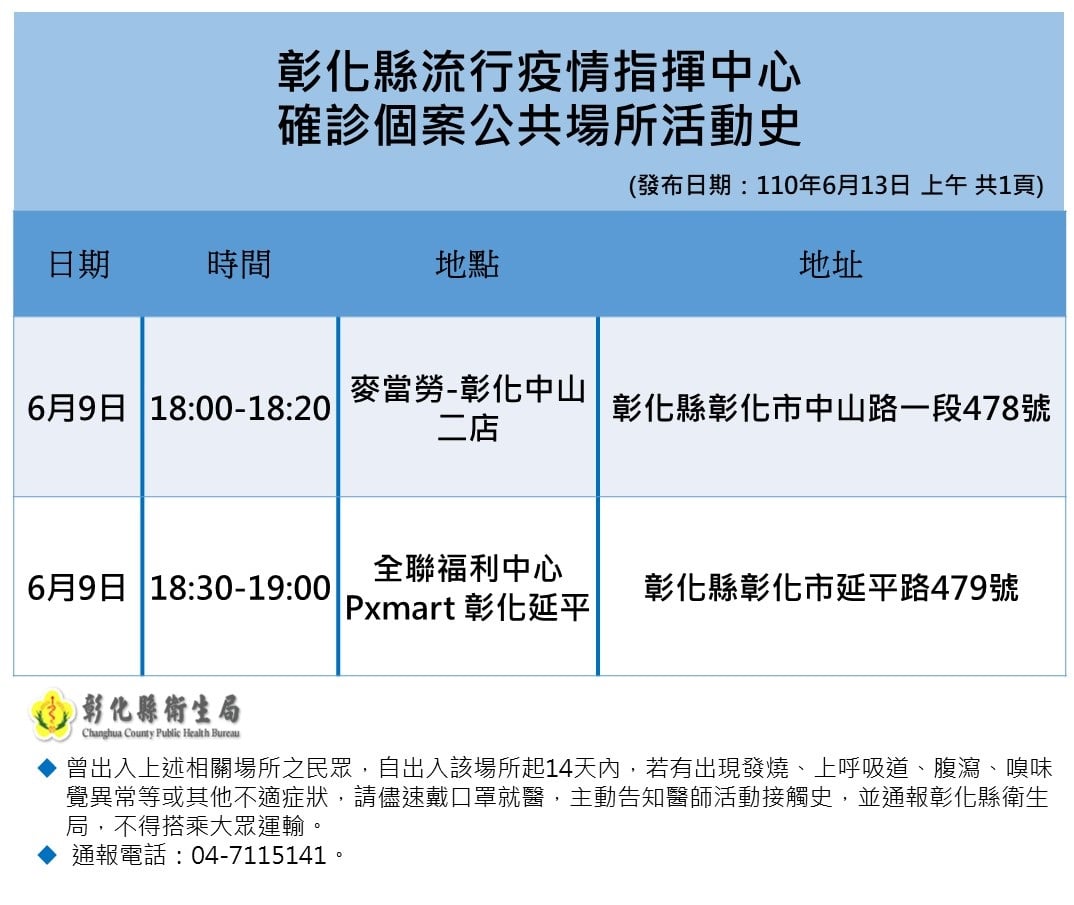 彰化縣流行疫情指揮中心
確診個案公共場所活動史
(發布日期：110年6月13日 上午 共1頁)
日期 時間 地點 地址
6月9日 18:00-18:20 麥當勞-彰化中山 彰化縣彰化市中山路一段478號
二店
6月9日 18:30-19:00 全聯福利中心 彰化縣彰化市延平路479號
Pxmart 彰化延平
彰化縣衛生局
Changhua County Public Health Bureau
◆ 曾出入上述相關場所之民眾，自出入該場所起14天內，若有出現發燒、上呼吸道、腹瀉、嗅味
覺異常等或其他不適症狀，請儘速戴口罩就醫，主動告知醫師活動接觸史，並通報彰化縣衛生
局，不得搭乘大眾運輸。
◆ 通報電話：04-7115141。